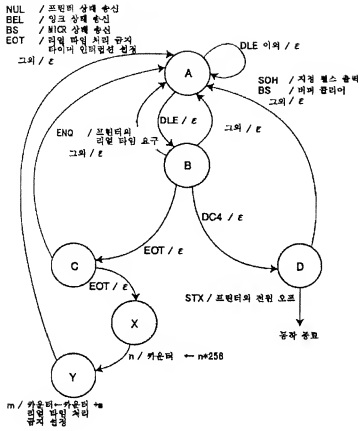 NUL / 프린터 상태 송신
BEL / 잉크 상태 송신
BS / MICR 상태 송신
EOT / 리얼 타임 처리 금지
타이머 인터럽션 설정
그외 / ε
DLE 이외 / ε
A
SOH / 지정 펄스 출력
BS / 버퍼 클리어
그외 / ε
DLE / ε
그외 / ε
ENQ / 프린터의
리얼 타임 요구
그외 / ε
B
DC4 / ε
EOT / ε
C
D
EOT / ε
STX / 프린터의 전원 오프
X
동작 종료
n / 카운터 ← n*256
Y
m / 카운터←카운터 +m
리얼 타임 처리
금지 설정